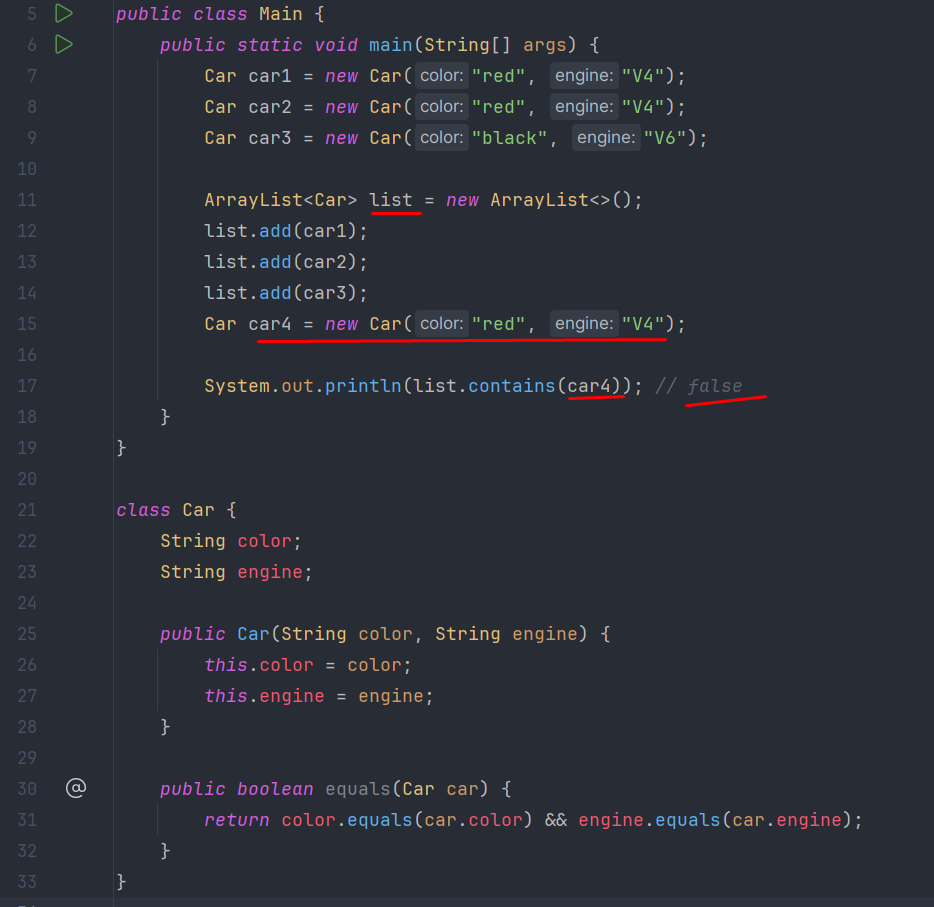 5 public class Main {
6 public static void main(String[] args) {
7 Car car1 = new Car( color: "red", engine: "V4");
8 Car car2 = new Car( color: "red", engine: "V4");
9 Car car3 = new Car( color: "black", engine: "V6");
10
11 ArrayList<Car> list = new ArrayList<>();
12 list.add(car1);
13 list.add(car2);
14 list.add(car3);
15 Car car4 = new Car( color: "red", engine: "V4");
16
17 System.out.println(list.contains(car4)); // false
18 }
19 }
20
21 class Car {
22 String color;
23 String engine;
24
25 public Car(String color, String engine) {
26 this.color = color;
27 this.engine = engine;
28 }
29
30 @ public boolean equals(Car car) {
31 return color.equals(car.color) && engine.equals(car.engine);
32 }
33 }